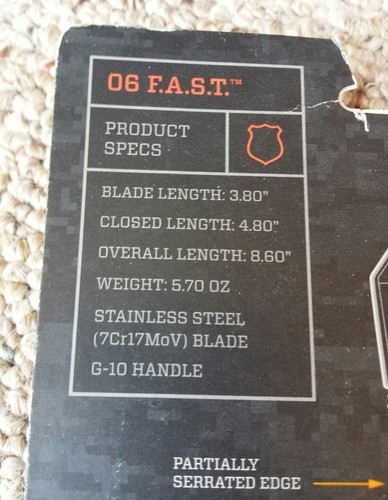 06 F.A.S.T.™
PRODUCT
SPECS
BLADE LENGTH: 3.80"
CLOSED LENGTH: 4.80"
OVERALL LENGTH: 8.60"
WEIGHT: 5.70 OZ
STAINLESS STEEL
(7Cr17MoV) BLADE
G-10 HANDLE
PARTIALLY
SERRATED EDGE